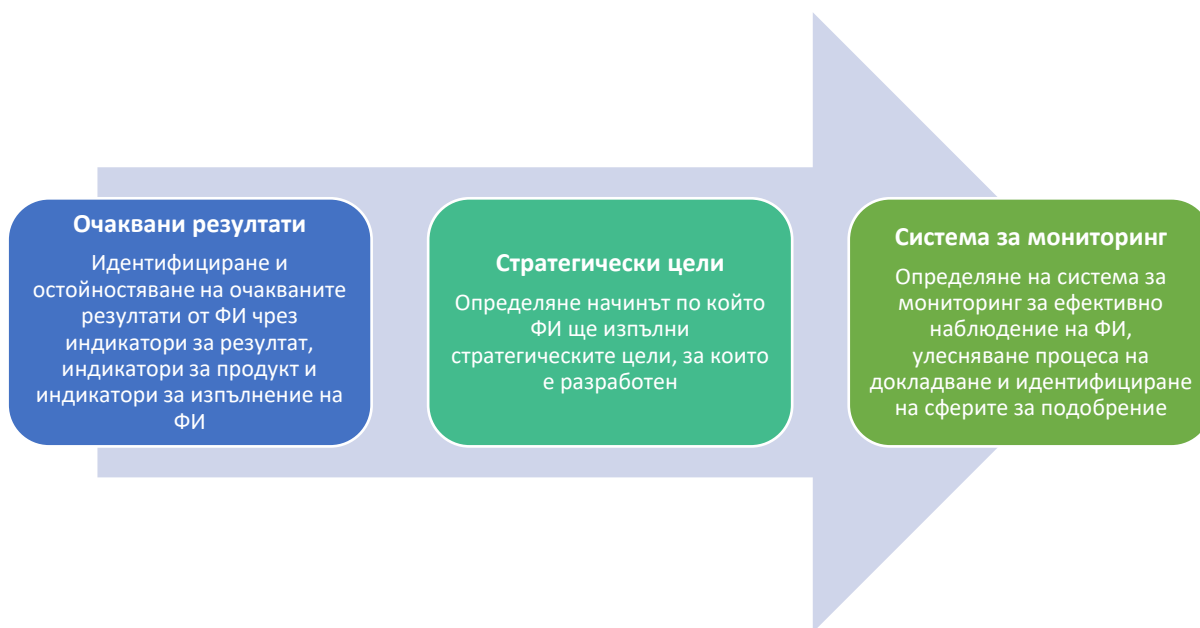 Очаквани резултати
Идентифициране и
остойностяване на очакваните
резултати от ФИ чрез
индикатори за резултат,
индикатори за продукт и
индикатори за изпълнение на
ФИ
Стратегически цели
Определяне начинът по който
ФИ ще изпълни
стратегическите цели, за които
е разработен
Система за мониторинг
Определяне на система за
мониторинг за ефективно
наблюдение на ФИ,
улесняване процеса на
докладване и идентифициране
на сферите за подобрение